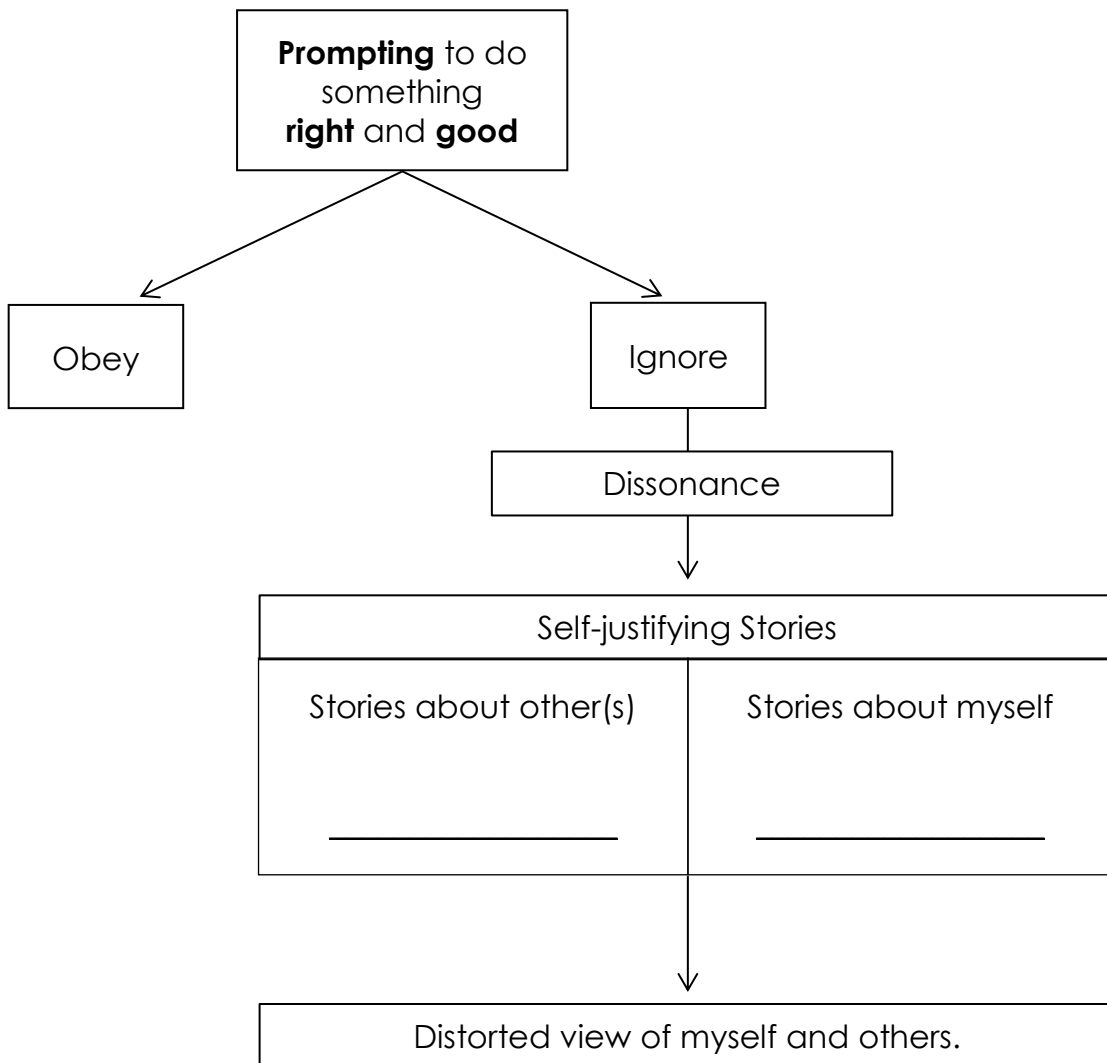 Prompting to do
something
right and good
Obey
Ignore
Dissonance
Self-justifying Stories
Stories about other(s)
Stories about myself
Distorted view of myself and others.